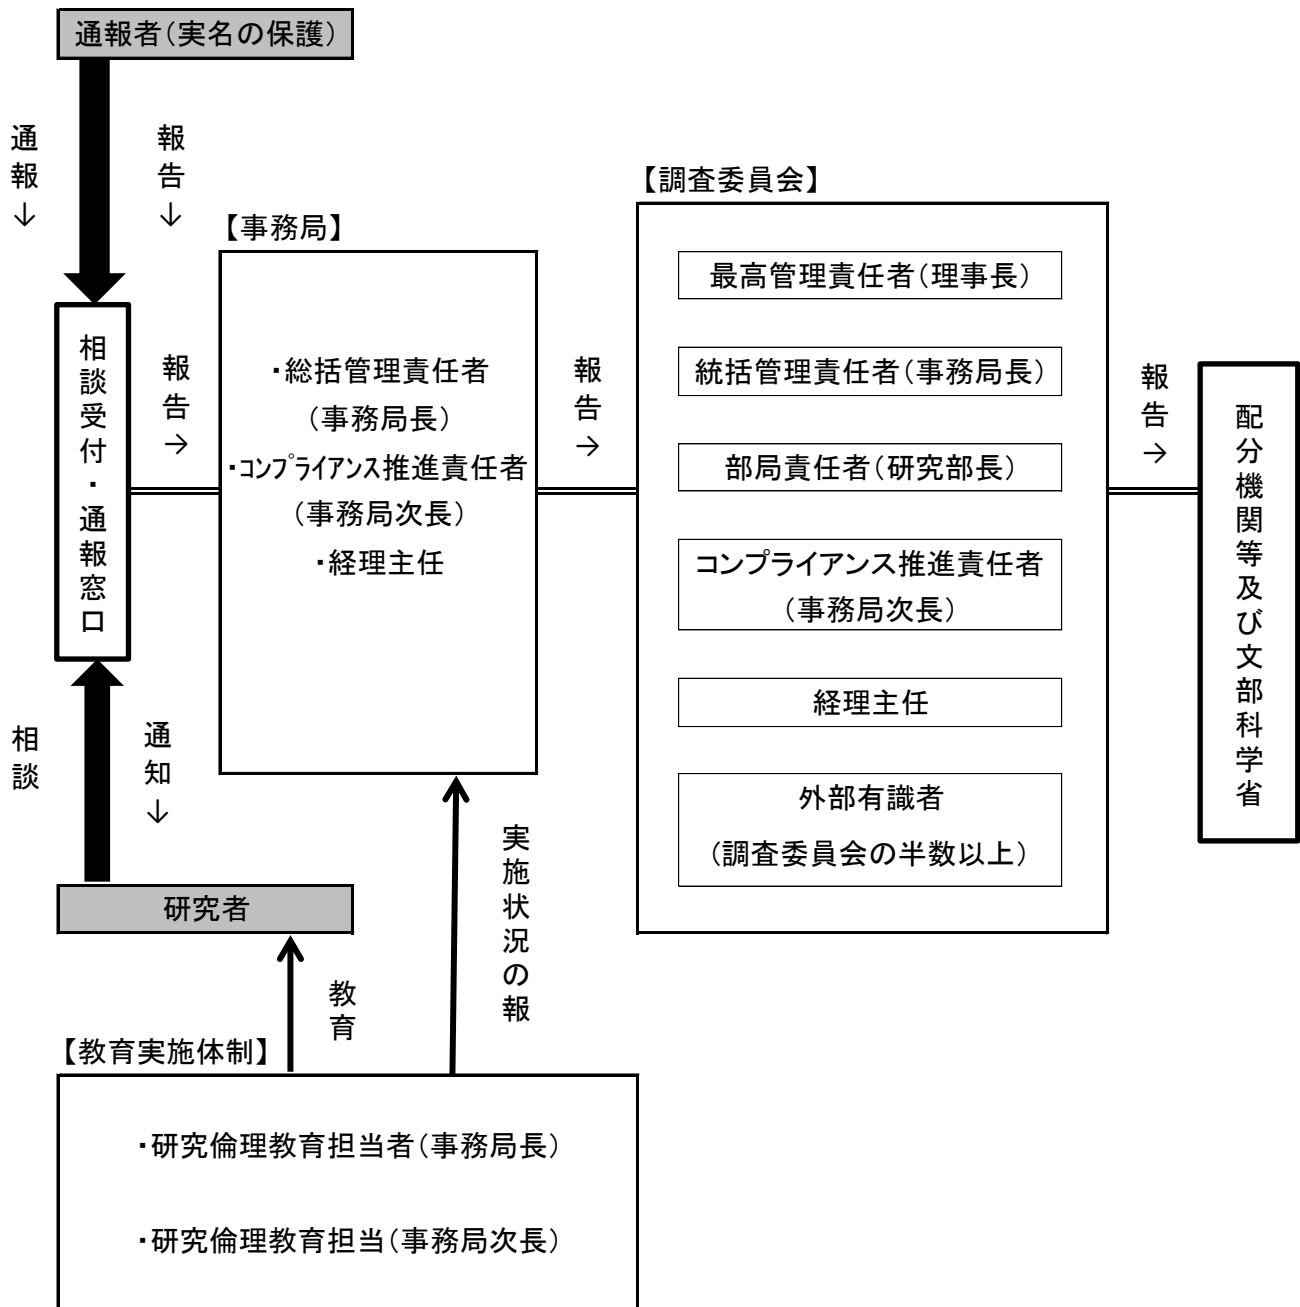 通報者(実名の保護)
通報↓
報告↓
【事務局】
【調査委員会】
相談受付・通報窓口
報告→
・総括管理責任者
(事務局長)
・コンプライアンス推進責任者
(事務局次長)
・経理主任
報告→
最高管理責任者(理事長)
統括管理責任者(事務局長)
部局責任者(研究部長)
コンプライアンス推進責任者
(事務局次長)
経理主任
外部有識者
(調査委員会の半数以上)
報告→
配分機関等及び文部科学省
相談
通知↓
研究者
教育
実施状況の報
【教育実施体制】
・研究倫理教育担当者(事務局長)
・研究倫理教育担当(事務局次長)